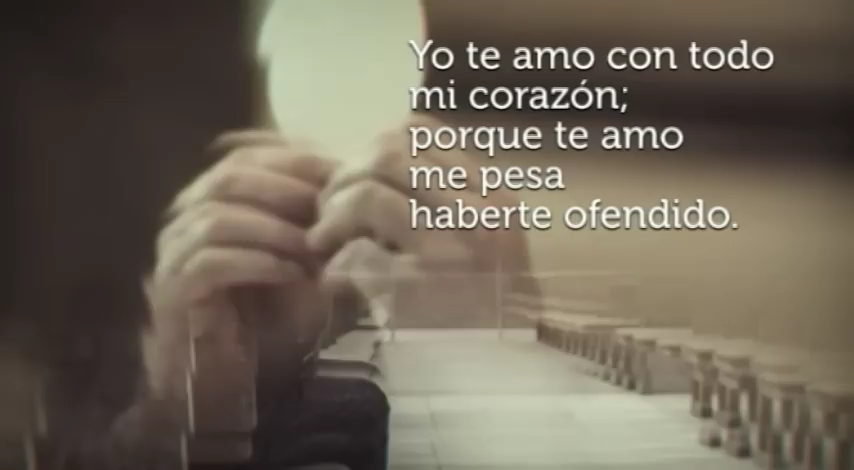 Yo te amo con todo
mi corazón;
porque te amo
me pesa
haberte ofendido.